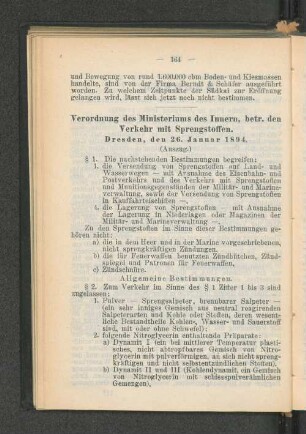 — 164 —
und Bewegung von rund 1.600.000 cbm Boden- und Kiesmossen
handelte, sind von der Firma Berndt & Schüler ausgeführt
worden. Zu welchem Zeitpunkte der Südkai zur Eröffnung
gelangen wird, lässt sich jetzt noch nicht bestimmen.
Verordnung des Ministeriums des Innern, betr. den
Verkehr mit Sprengstoffen.
Dresden, den 26. Januar 1894.
(Auszug.)
§ 1. Die nachstehenden Bestimmungen begreifen:
1. die Versendung von Sprengstoffen auf Land- und
Wasserwegen — mit Ausnahme des Eisenbahn- und
Postverkehrs und des Verkehrs mit Sprengstoffen
und Munitionsgegenständen der Militär- und Marine-
verwaltung, sowie der Versendung von Sprengstoffen
in Kauffahrteischiffen —,
2. die Lagerung von Sprengstoffen — mit Ausnahme
der Lagerung in Niederlagen oder Magazinen der
Militär- und Marineverwaltung —.
Zu den Sprengstoffen im Sinne dieser Bestimmungen ge-
hören nicht:
a) die in dem Heer und in der Marine vorgeschriebenen,
nicht sprengkräftigen Zündungen,
b) die für Feuerwaffen benutzten Zündhütchen, Zünd-
spiegel und Patronen für Feuerwaffen,
c) Zündschnüre.
Allgemeine Bestimmungen.
§ 2. Zum Verkehr im Sinne des § 1 Ziffer 1 bis 3 sind
zugelassen:
1. Pulver — Sprengsalpeter, brennbarer Salpeter —
(ein sehr inniges Gemisch aus neutral reagirenden
Salpeterarten und Kohle oder Stoffen, deren wesent-
liche Bestandtheile Kohlen-, Wasser- und Sauerstoff
sind, mit oder ohne Schwefel);
2. folgende Nitroglycerin enthaltende Präparate:
a) Dynamit I (ein bei mittlerer Temperatur plasti-
sches, nicht abtropfbares Gemisch von Nitro-
glycerin mit pulverförmigen, an sich nicht spreng-
kräftigen und nicht selbstentzündlichen Stoffen).
b) Dynamit II und III (Kohlendynamit, ein Gemisch
von Nitroglycerin mit schiesspulverähnlichen
Gemengen),